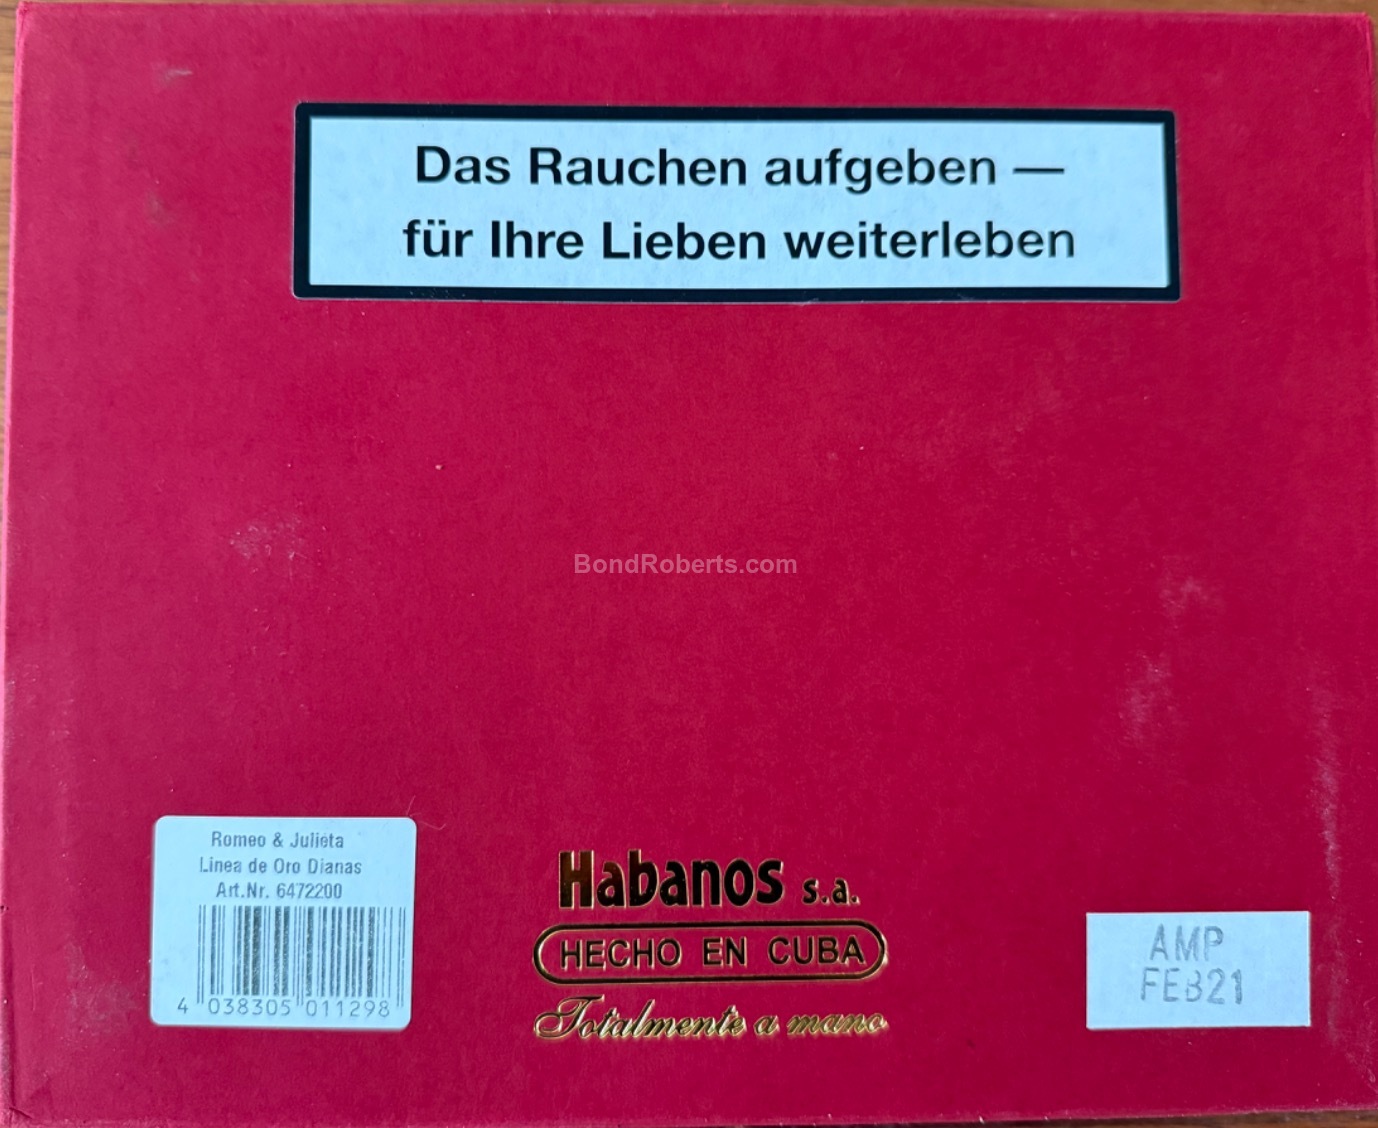 Das Rauchen aufgeben —
für Ihre Lieben weiterleben
BondRoberts.com
Romeo & Julieta
Linea de Oro Dianas
Art.Nr. 6472200
4 038305 011298
Habanos s.a.
HECHO EN CUBA
Totalmente a mano
AMP
FEB21